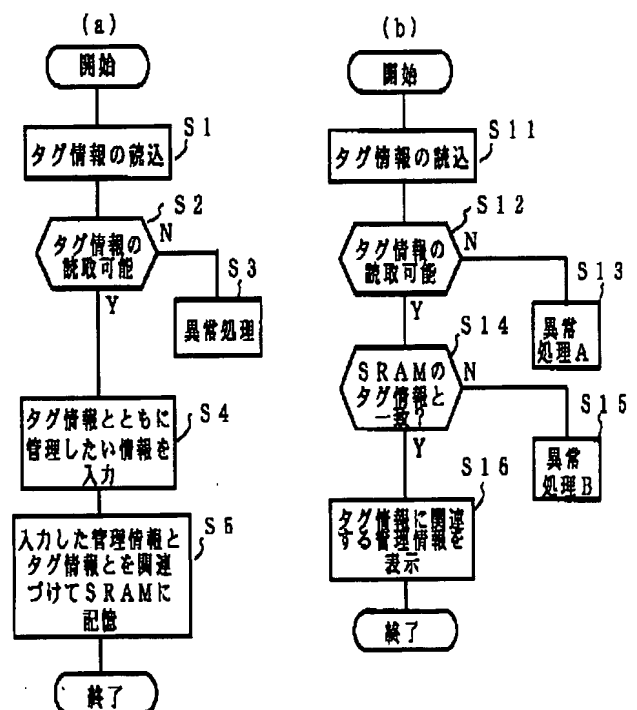 (a)
開始
S1
タグ情報の読込
S2
タグ情報の
読取可能
N
Y
S3
異常処理
S4
タグ情報とともに
管理したい情報を
入力
S5
入力した管理情報と
タグ情報とを関連
づけてSRAMに
記憶
終了
(b)
開始
S11
タグ情報の読込
S12
タグ情報の
読取可能
N
Y
S13
異常
処理A
S14
SRAMの
タグ情報と
一致?
N
Y
S15
異常
処理B
S16
タグ情報に関連
する管理情報を
表示
終了